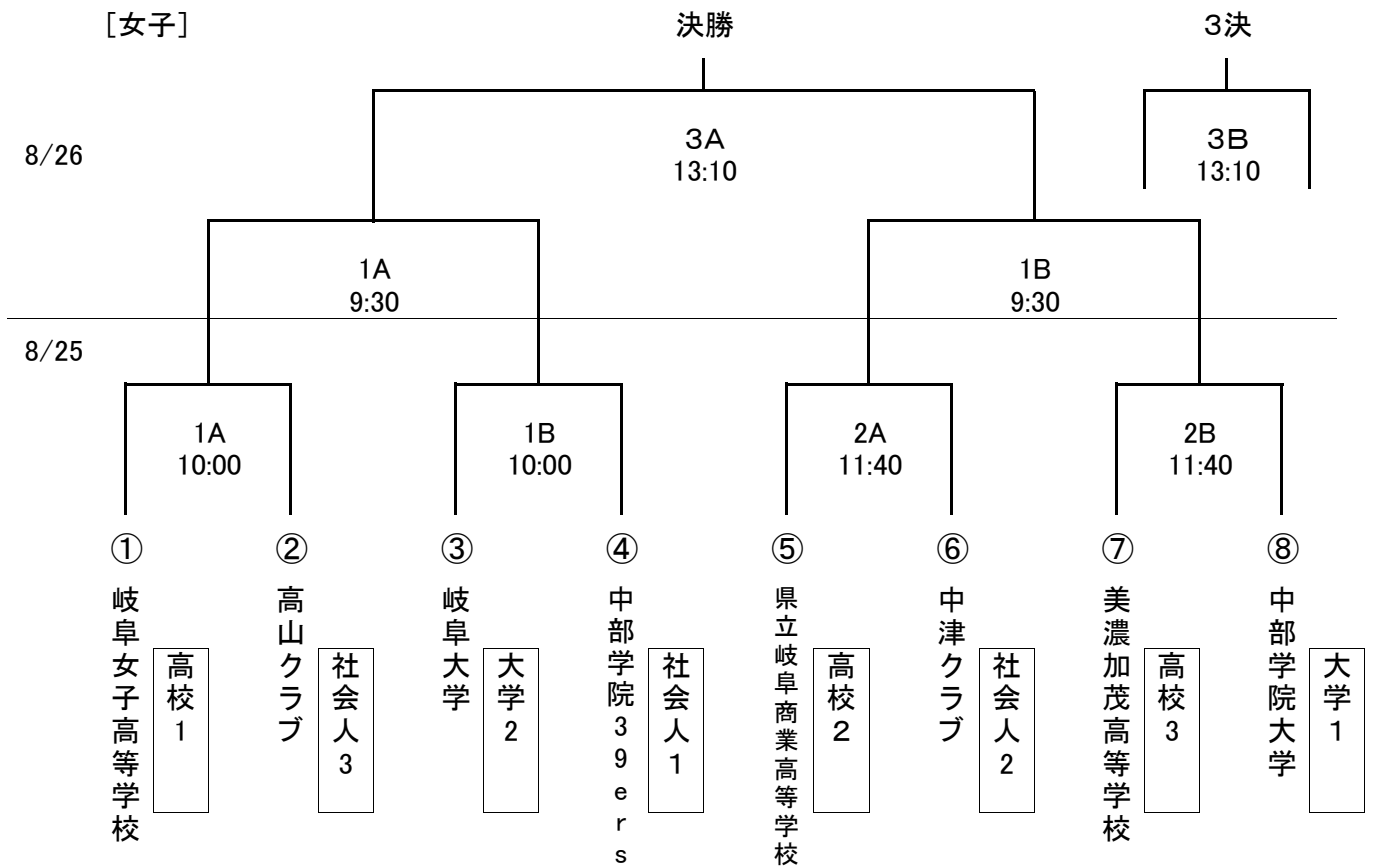 ［女子］
決勝
３決
8/26
３Ａ
13:10
３Ｂ
13:10
1A
9:30
1B
9:30
8/25
1A
10:00
1B
10:00
2A
11:40
2B
11:40
①
②
③
④
⑤
⑥
⑦
⑧
岐阜女子高等学校
高校1
高山クラブ
社会人3
岐阜大学
大学2
中部学院３９ｅｒｓ
社会人1
県立岐阜商業高等学校
高校２
中津クラブ
社会人2
美濃加茂高等学校
高校3
中部学院大学
大学1